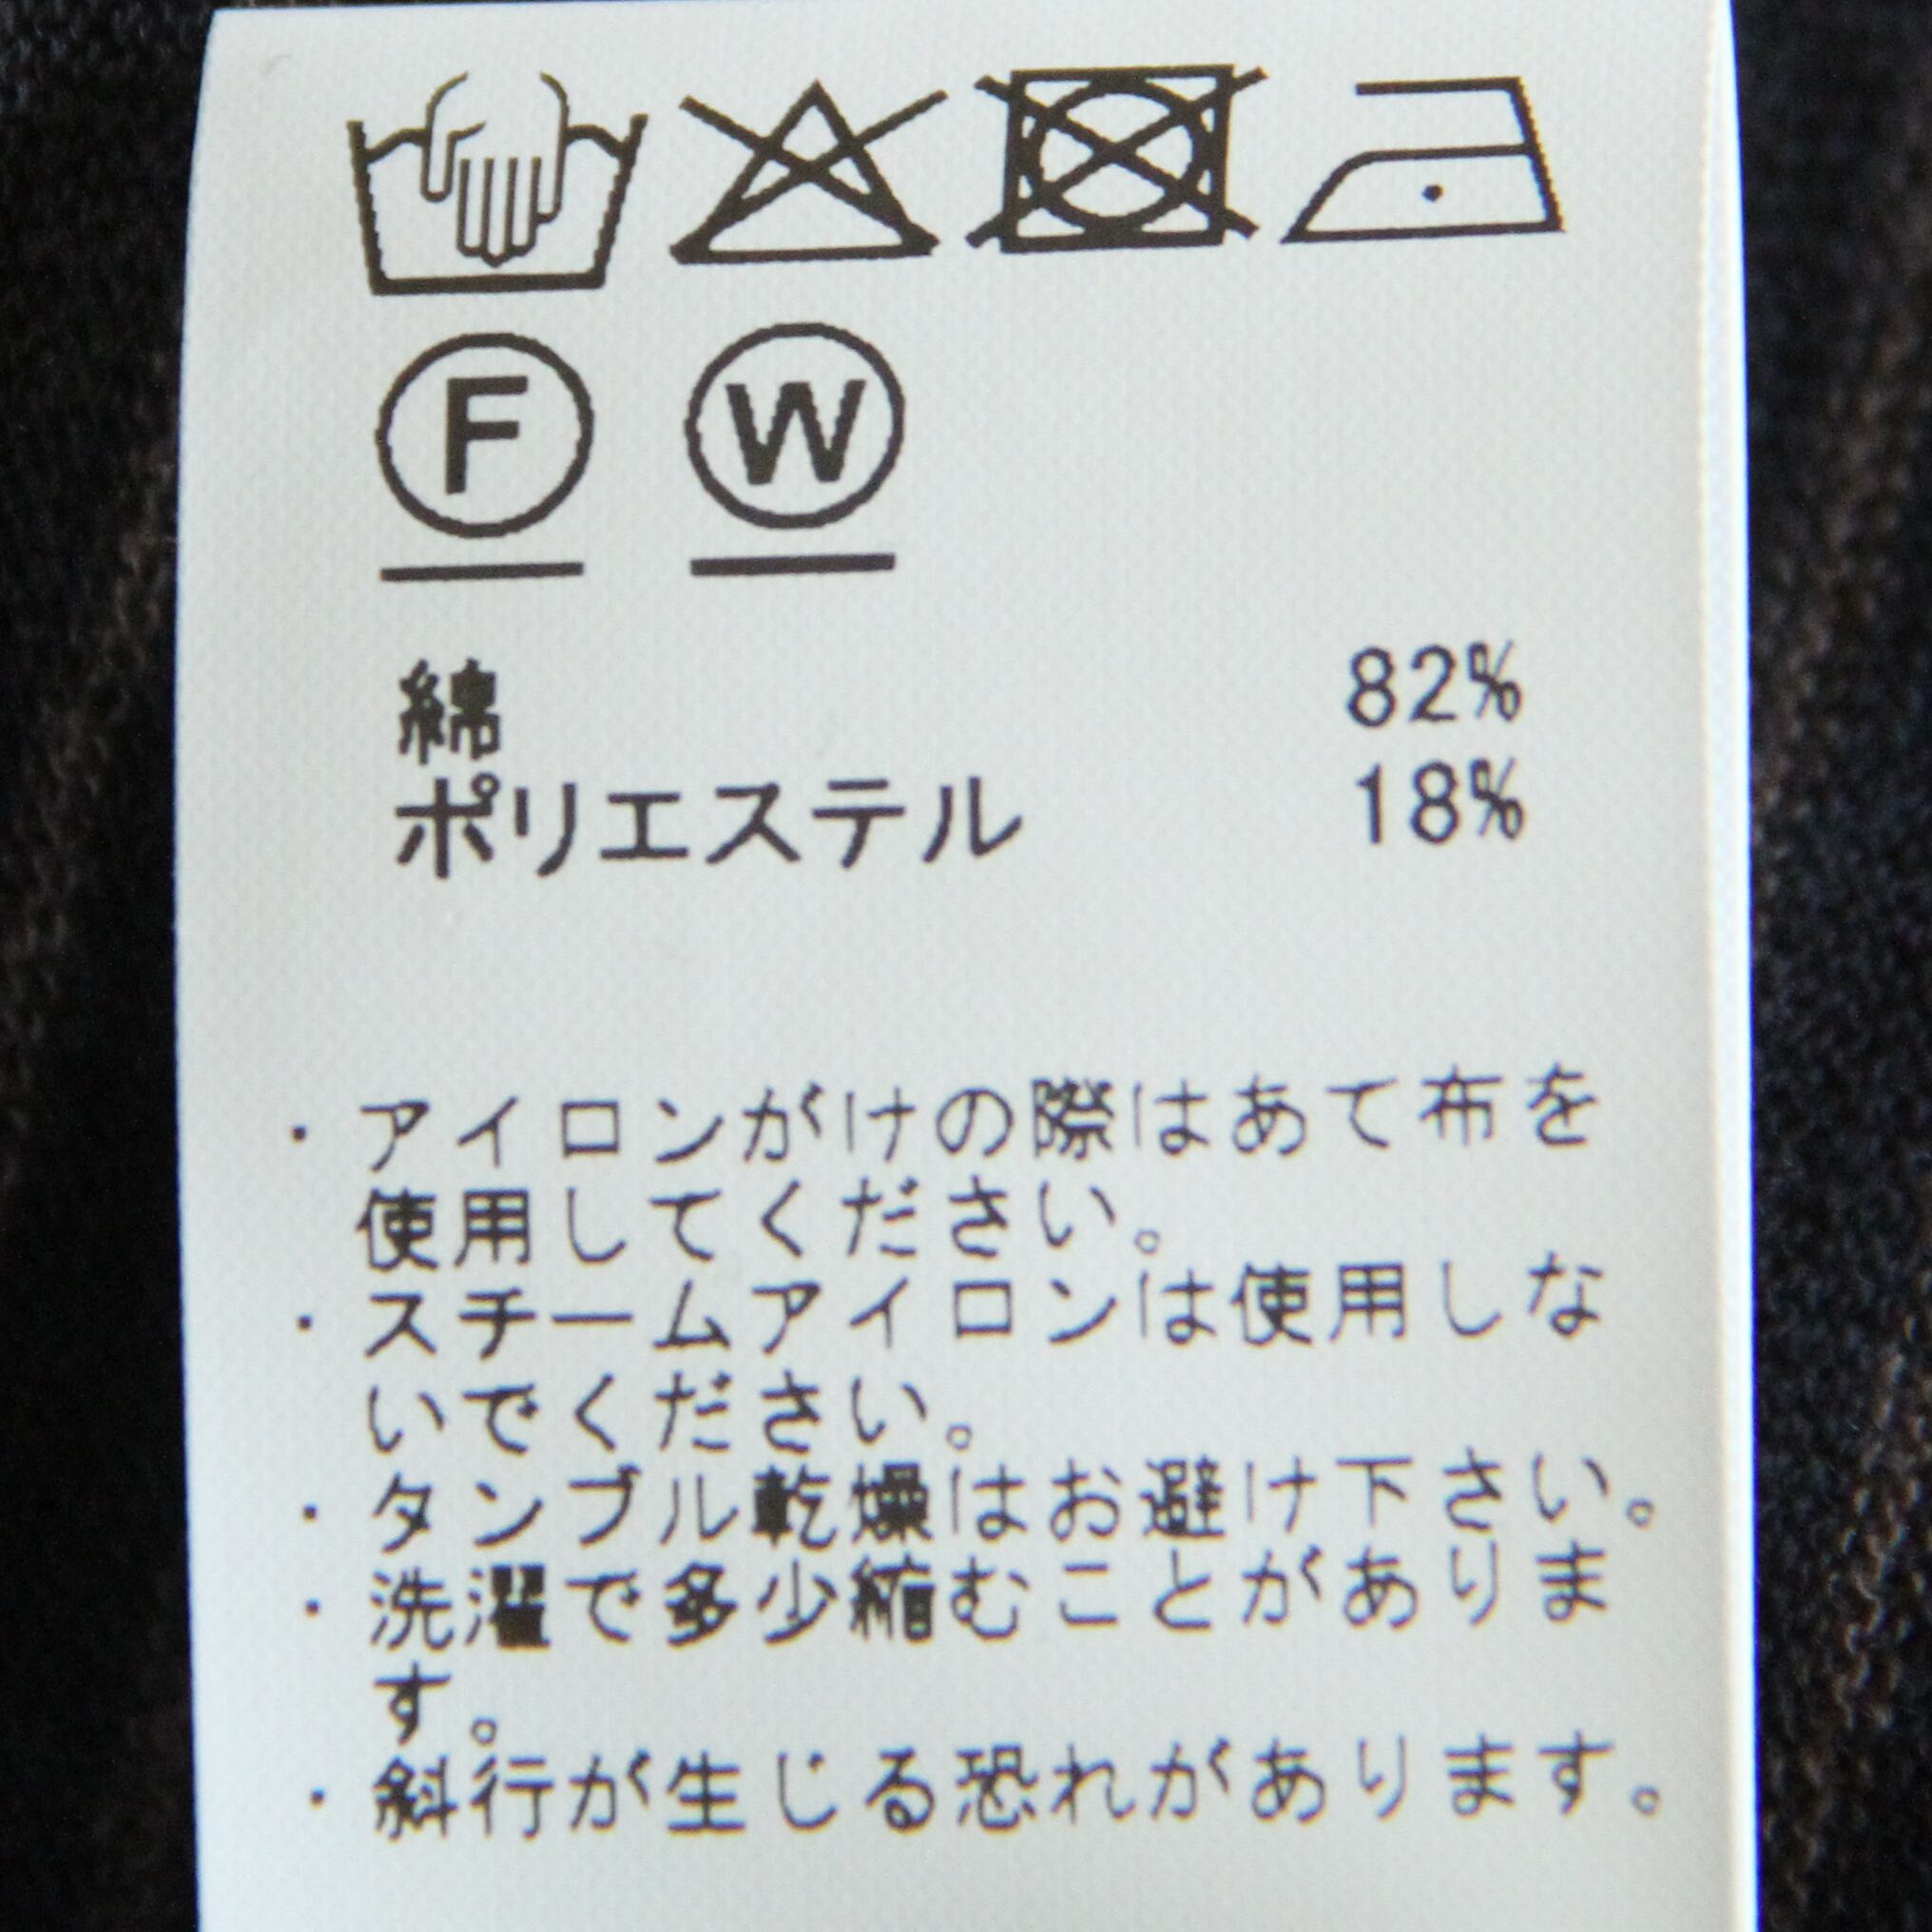 F W
綿 82%
ポリエステル 18%
・アイロンがけの際はあて布を
使用してください。
・スチームアイロンは使用しな
いでください。
・タンブル乾燥はお避け下さい。
・洗濯で多少縮むことがありま
す。
・斜行が生じる恐れがあります。